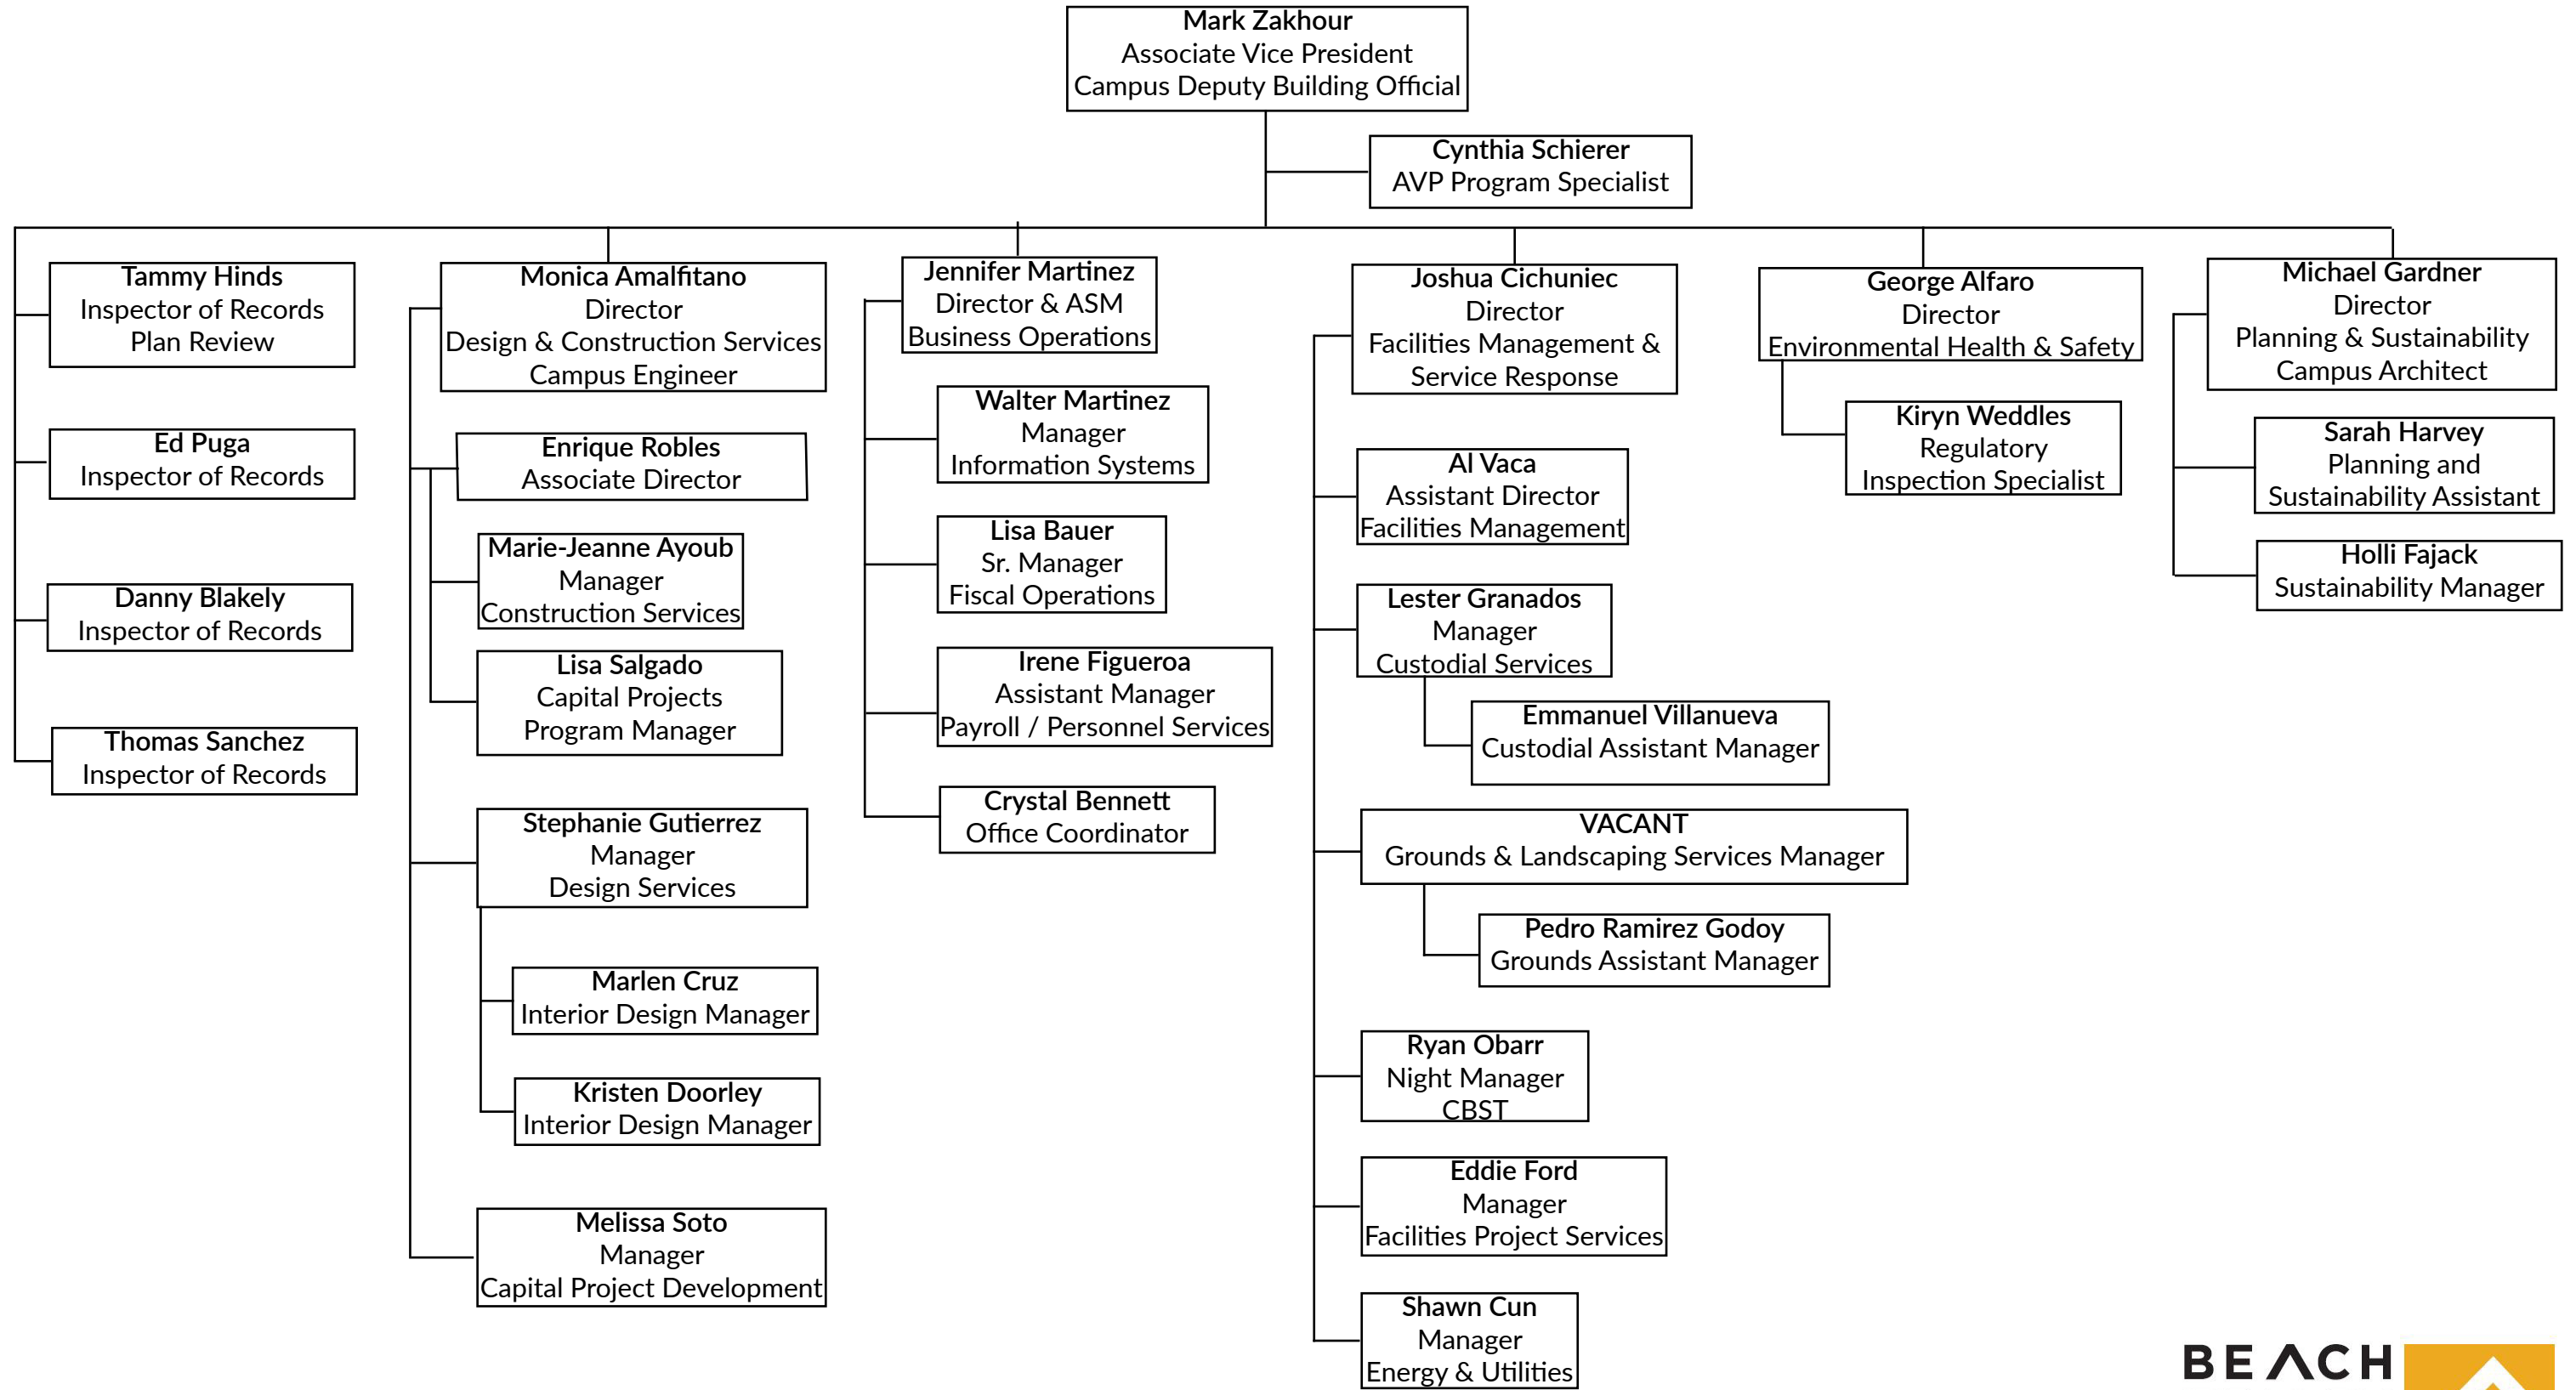 Mark Zakhour
Associate Vice President
Campus Deputy Building Official
Cynthia Schierer
AVP Program Specialist
Tammy Hinds
Inspector of Records
Plan Review
Ed Puga
Inspector of Records
Danny Blakely
Inspector of Records
Thomas Sanchez
Inspector of Records
Monica Amalfitano
Director
Design & Construction Services
Campus Engineer
Enrique Robles
Associate Director
Marie-Jeanne Ayoub
Manager
Construction Services
Lisa Salgado
Capital Projects
Program Manager
Stephanie Gutierrez
Manager
Design Services
Marlen Cruz
Interior Design Manager
Kristen Doorley
Interior Design Manager
Melissa Soto
Manager
Capital Project Development
Jennifer Martinez
Director & ASM
Business Operations
Walter Martinez
Manager
Information Systems
Lisa Bauer
Sr. Manager
Fiscal Operations
Irene Figueroa
Assistant Manager
Payroll / Personnel Services
Crystal Bennett
Office Coordinator
Joshua Cichuniec
Director
Facilities Management &
Service Response
Al Vaca
Assistant Director
Facilities Management
Lester Granados
Manager
Custodial Services
Emmanuel Villanueva
Custodial Assistant Manager
VACANT
Grounds & Landscaping Services Manager
Pedro Ramirez Godoy
Grounds Assistant Manager
Ryan Obarr
Night Manager
CBST
Eddie Ford
Manager
Facilities Project Services
Shawn Cun
Manager
Energy & Utilities
George Alfaro
Director
Environmental Health & Safety
Kiryn Weddles
Regulatory
Inspection Specialist
Michael Gardner
Director
Planning & Sustainability
Campus Architect
Sarah Harvey
Planning and
Sustainability Assistant
Holli Fajack
Sustainability Manager
BEACH